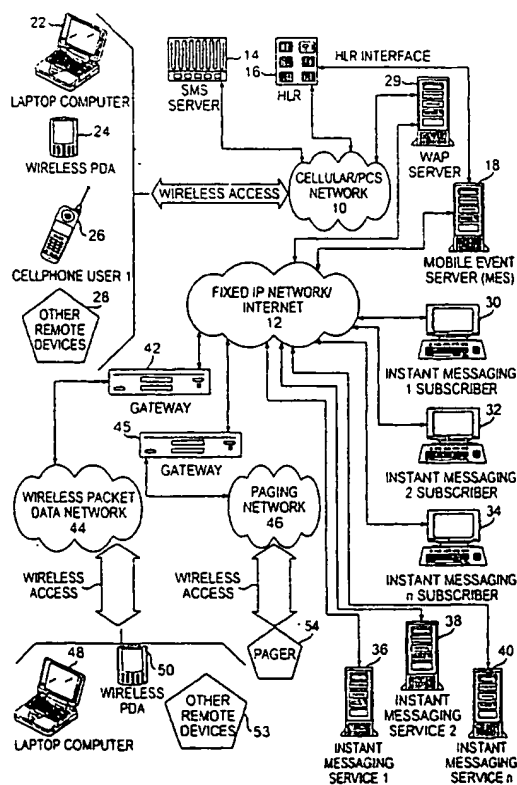 22
LAPTOP COMPUTER
24
WIRELESS PDA
26
CELLPHONE USER 1
28
OTHER
REMOTE
DEVICES
14
SMS
SERVER
16
HLR
HLR INTERFACE
29
WAP
SERVER
18
MOBILE EVENT
SERVER (MES)
WIRELESS ACCESS
CELLULAR/PCS
NETWORK
10
FIXED IP NETWORK/
INTERNET
12
30
INSTANT MESSAGING
1 SUBSCRIBER
32
INSTANT MESSAGING
2 SUBSCRIBER
34
INSTANT MESSAGING
n SUBSCRIBER
42
GATEWAY
45
GATEWAY
WIRELESS PACKET
DATA NETWORK
44
PAGING
NETWORK
46
WIRELESS
ACCESS
WIRELESS
ACCESS
48
LAPTOP COMPUTER
50
WIRELESS
PDA
OTHER
REMOTE
DEVICES
53
54
PAGER
36
INSTANT
MESSAGING
SERVICE 1
38
INSTANT
MESSAGING
SERVICE 2
40
INSTANT
MESSAGING
SERVICE n